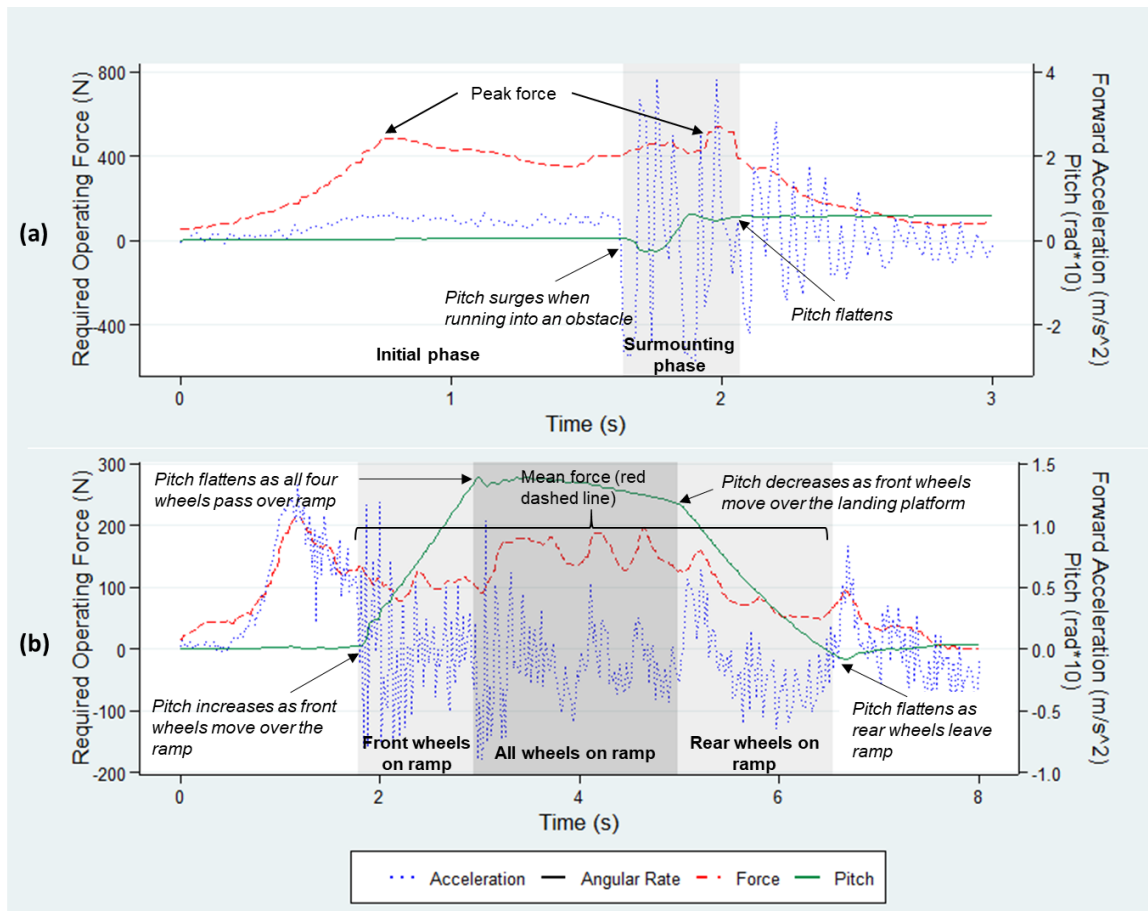 (a)
Required Operating Force (N)
800
400
0
-400
Peak force
Pitch surges when
running into an obstacle
Pitch flattens
Initial phase
Surmounting
phase
4
2
0
-2
Forward Acceleration (m/s^2)
Pitch (rad*10)
0
1
2
3
Time (s)
(b)
Required Operating Force (N)
300
200
100
0
-100
-200
Pitch flattens as all four
wheels pass over ramp
Mean force (red
dashed line)
Pitch decreases as front wheels
move over the landing platform
Pitch increases as front
wheels move over the
ramp
Pitch flattens as
rear wheels leave
ramp
Front wheels
on ramp
All wheels on ramp
Rear wheels on
ramp
1.5
1.0
0.5
0.0
-0.5
-1.0
Forward Acceleration (m/s^2)
Pitch (rad*10)
0
2
4
6
8
Time (s)
Acceleration
Angular Rate
Force
Pitch